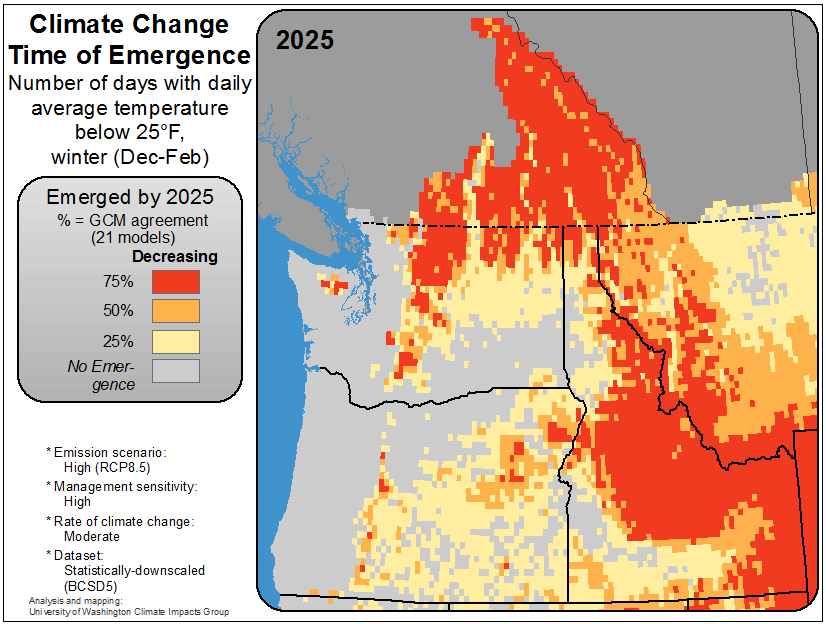 Climate Change
Time of Emergence
Number of days with daily
average temperature
below 25°F,
winter (Dec-Feb)
Emerged by 2025
% = GCM agreement
(21 models)
Decreasing
75%
50%
25%
No Emer-
gence
* Emission scenario:
High (RCP8.5)
* Management sensitivity:
High
* Rate of climate change:
Moderate
* Dataset:
Statistically-downscaled
(BCSD5)
Analysis and mapping:
University of Washington Climate Impacts Group
2025